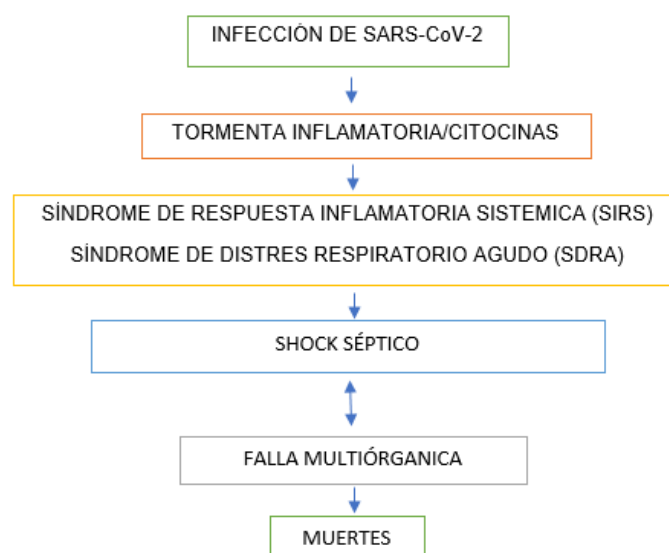 INFECCIÓN DE SARS-CoV-2
TORMENTA INFLAMATORIA/CITOCINAS
SÍNDROME DE RESPUESTA INFLAMATORIA SISTEMICA (SIRS)
SÍNDROME DE DISTRES RESPIRATORIO AGUDO (SDRA)
SHOCK SÉPTICO
FALLA MULTIÓRGANICA
MUERTES